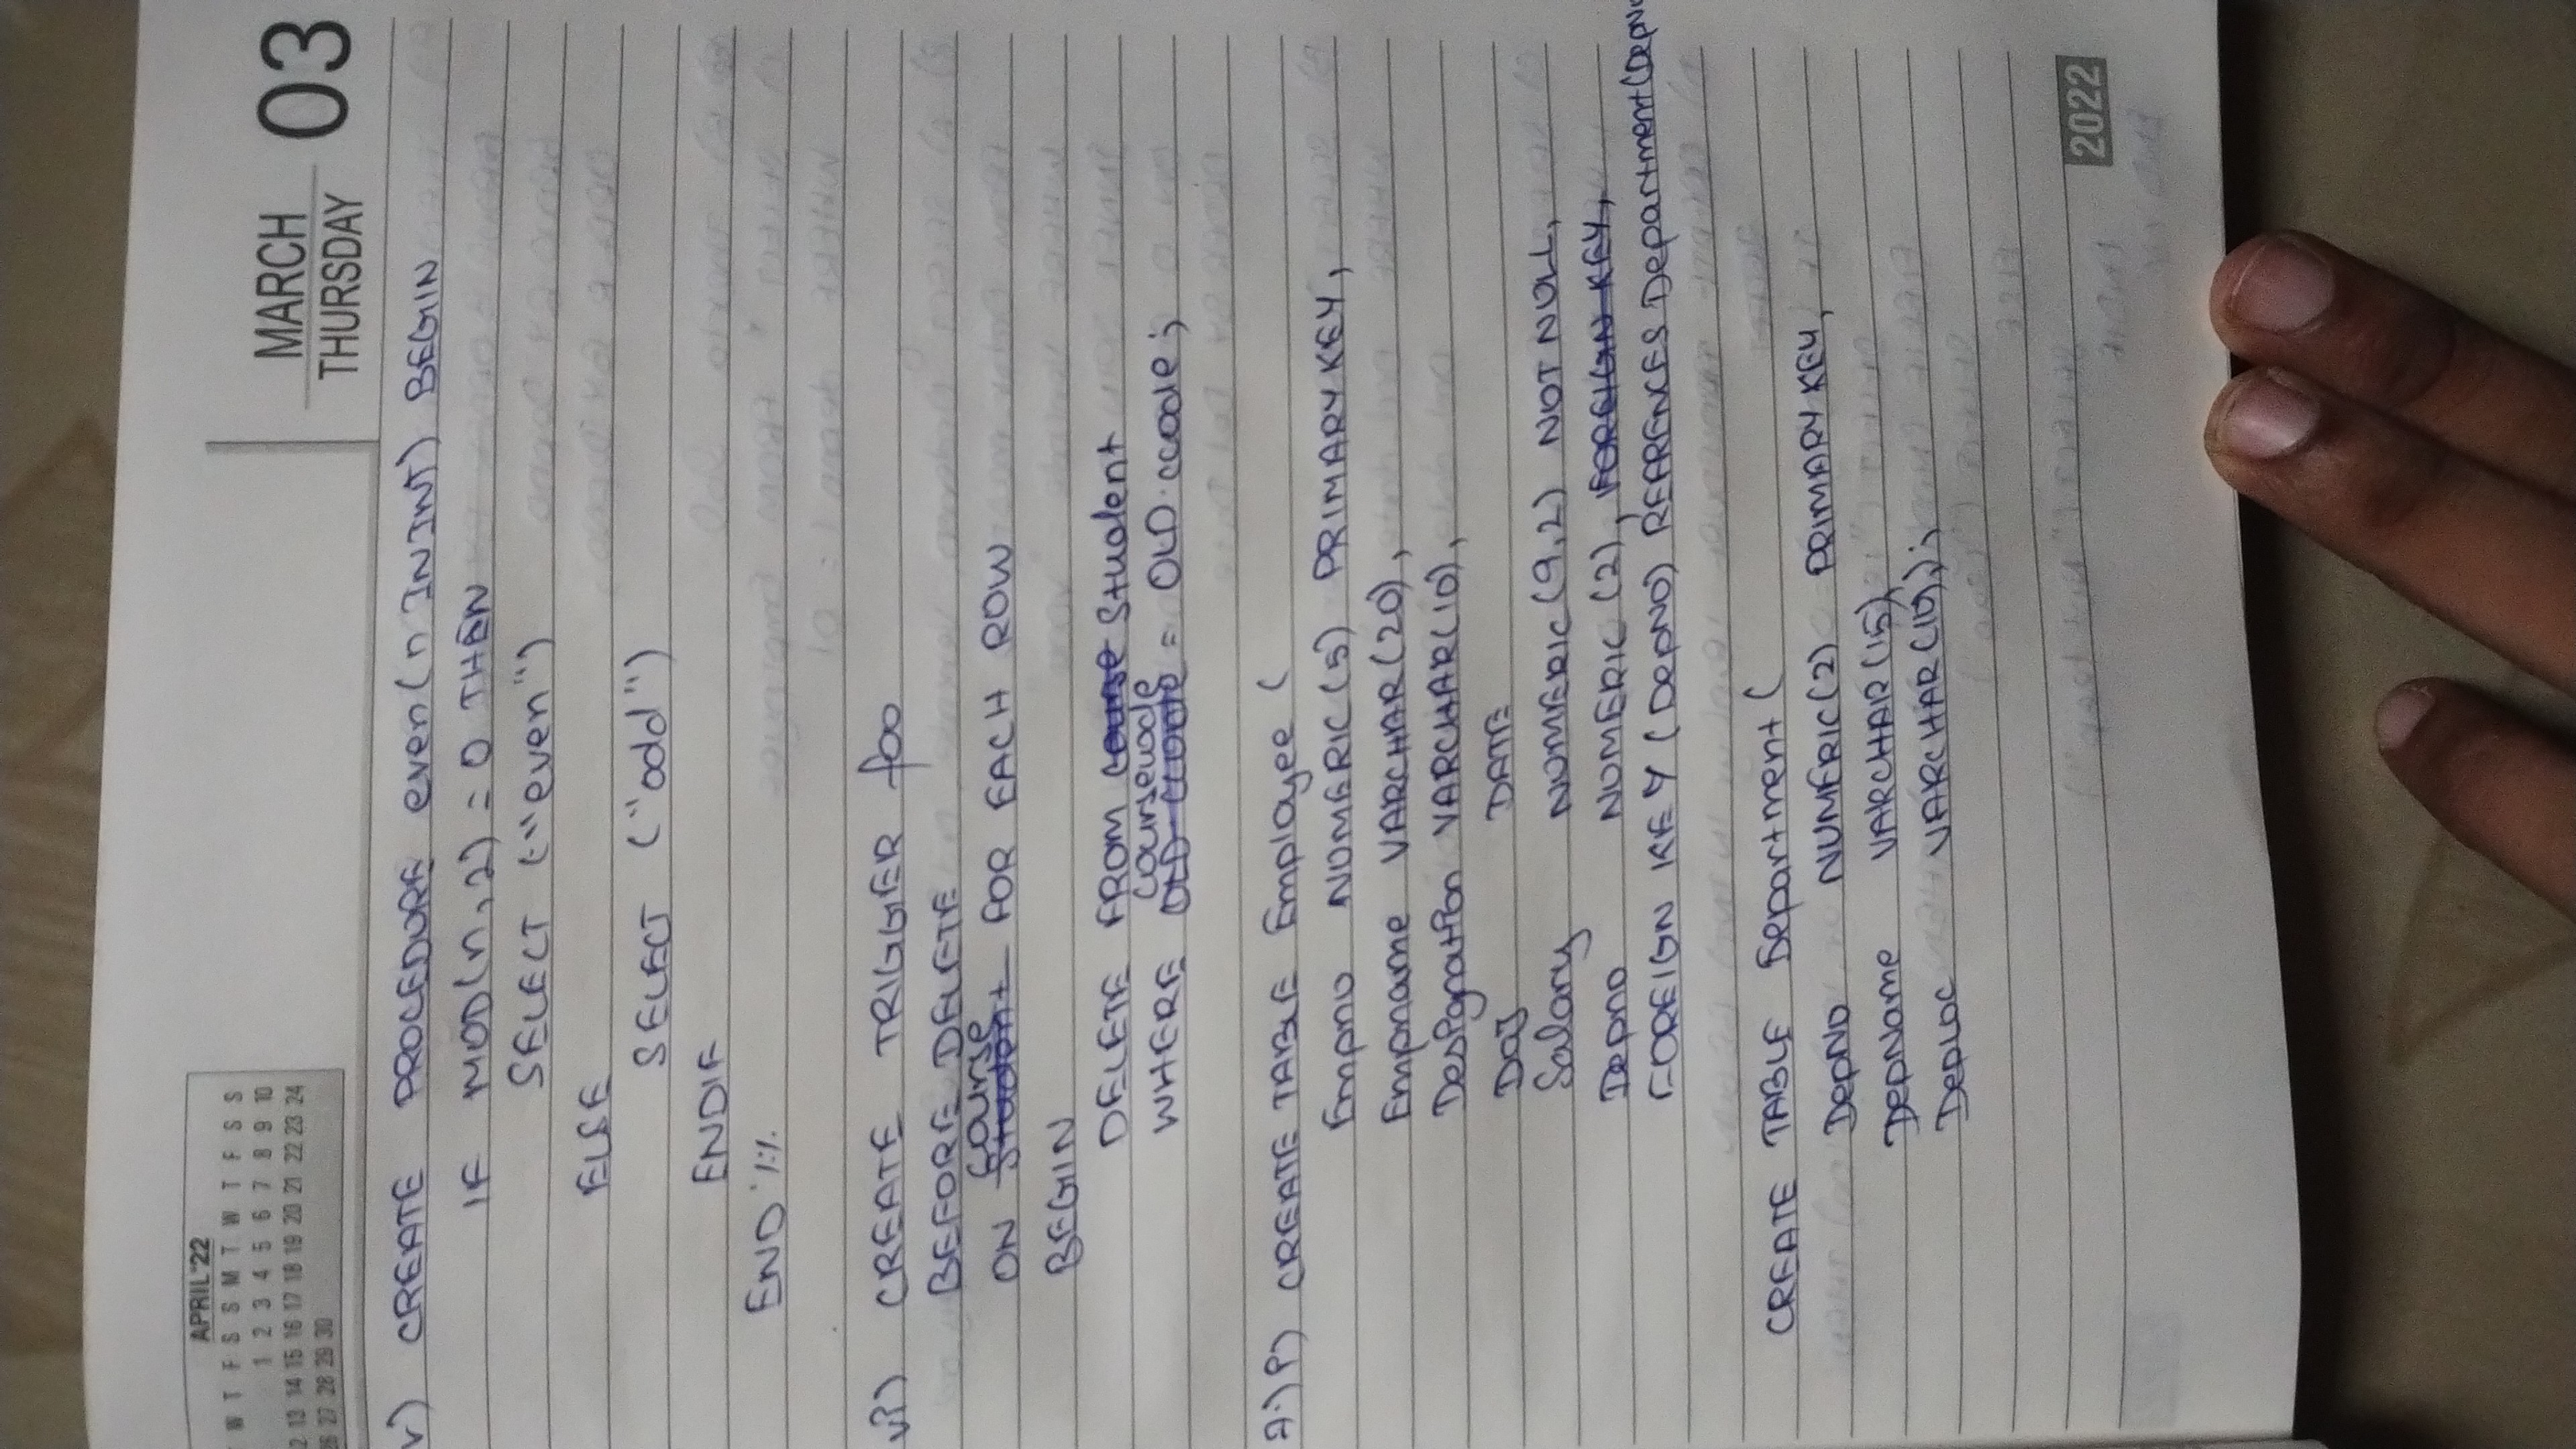 APRIL'22
W T F S S M T W T F S S
1 2 3 4 5 6 7 8 9 10
2 13 14 15 16 17 18 19 20 21 22 23 24
26 27 28 29 30
MARCH 03
THURSDAY
v) CREATE PROCEDURE even(n IN INT) BEGIN
IF MOD(n,2) = 0 THEN
SELECT ("even")
ELSE
SELECT ("odd")
ENDIF
END
vi) CREATE TRIGGER foo
BEFORE DELETE
ON Student course FOR EACH ROW
BEGIN
DELETE FROM course Student
WHERE OLD.ccode coursecode = OLD.ccode;
7.) i) CREATE TABLE Employee (
Empno NUMERIC(5) PRIMARY KEY,
Empname VARCHAR(20),
Designation VARCHAR(10),
DOJ DATE
Salary NUMERIC(9,2) NOT NULL,
Depno NUMERIC(2), FOREIGN KEY,
FOREIGN KEY (DepNO) REFRENCES Department(DepNo
CREATE TABLE Department (
DepNo NUMERIC(2) PRIMARY KEY,
DepName VARCHAR(15),
DepLoc VARCHAR(10));
2022